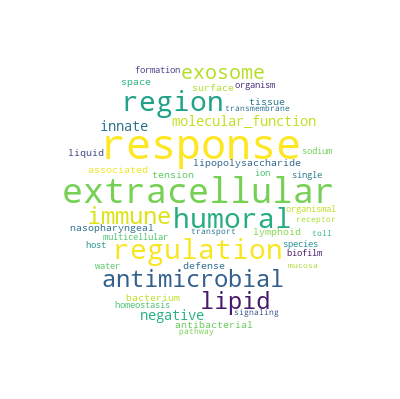 formation
exosome
space
surface
organism
region
tissue
transmembrane
innate
molecular_function
response
liquid
lipopolysaccharide
sodium
associated
tension
ion
single
extracellular
immune
humoral
organismal
receptor
nasopharyngeal
transport
lymphoid
toll
multicellular
host
regulation
species
biofilm
water
defense
mucosa
antimicrobial
bacterium
lipid
homeostasis
negative
signaling
antibacterial
pathway